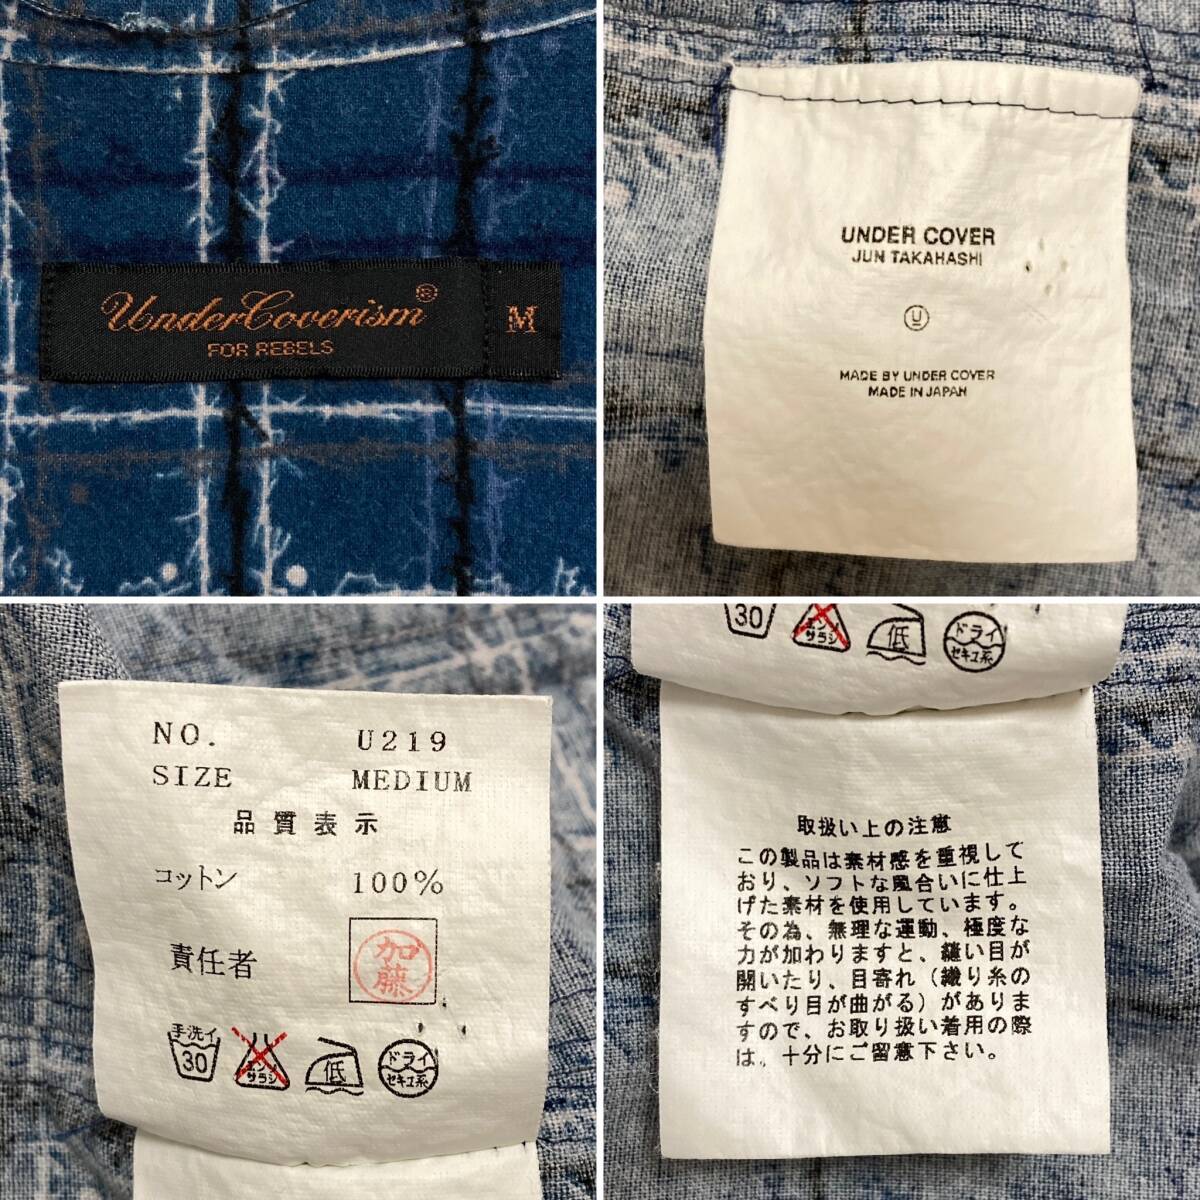 UnderCoverism®
FOR REBELS
M
UNDER COVER
JUN TAKAHASHI
U
MADE BY UNDER COVER
MADE IN JAPAN
NO. U219
SIZE MEDIUM
品質表示
コットン 100%
責任者 加藤
手洗イ
30
エンソサラシ
低
ドライ
セキユ系
30
エンソサラシ
低
ドライ
セキユ系
取扱い上の注意
この製品は素材感を重視して
おり、ソフトな風合いに仕上
げた素材を使用しています。
その為、無理な運動、極度な
力が加わりますと、縫い目が
開いたり、目寄れ（織り糸の
すべり目が曲がる）がありま
すので、お取り扱い着用の際
は、十分にご留意下さい。